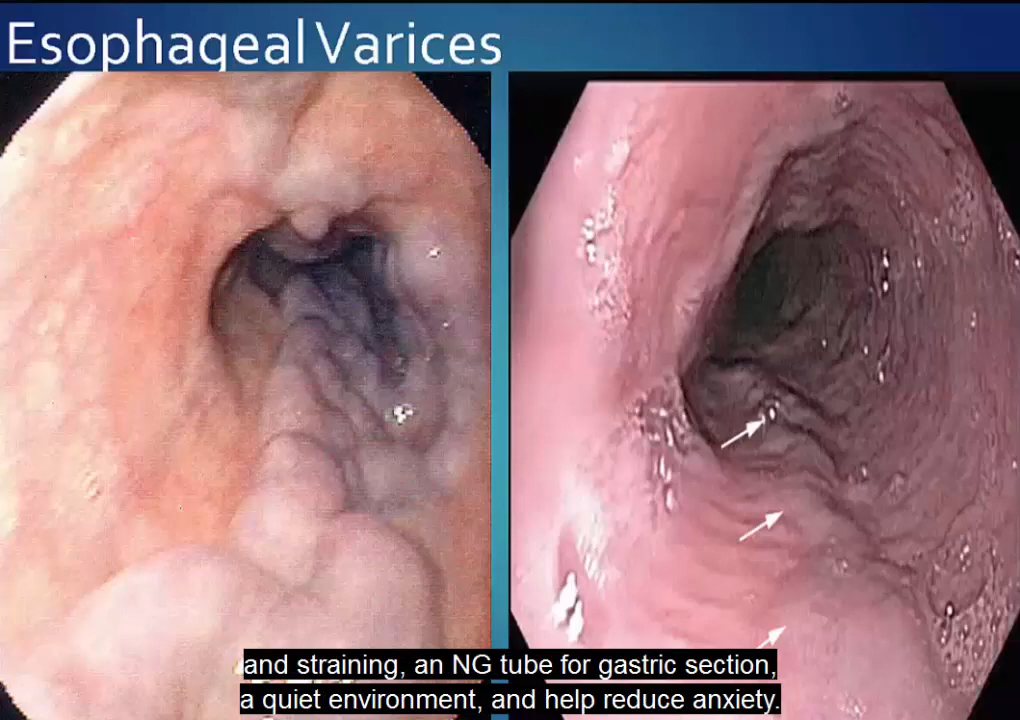 Esophageal Varices
and straining, an NG tube for gastric section,
a quiet environment, and help reduce anxiety.